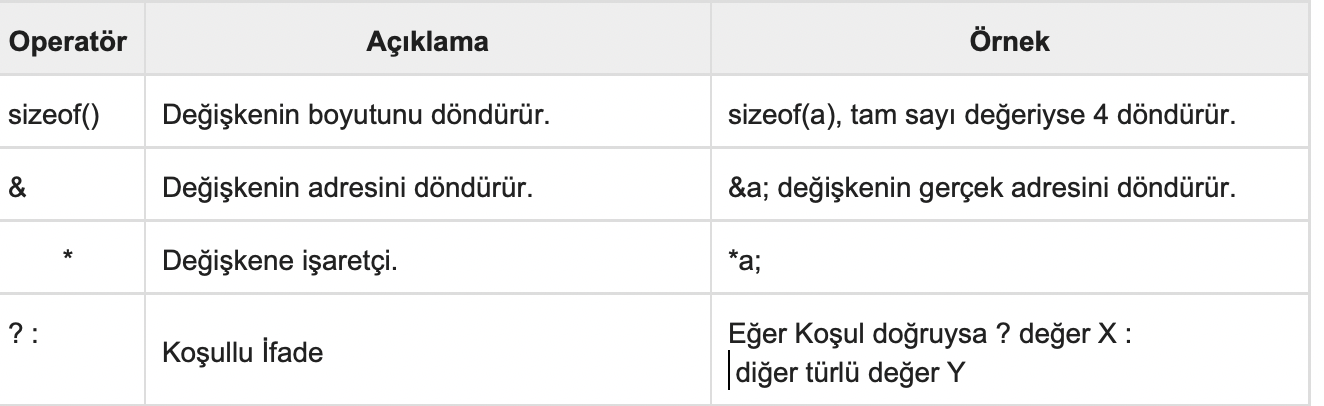 Operatör Açıklama Örnek
sizeof() Değişkenin boyutunu döndürür. sizeof(a), tam sayı değeriyse 4 döndürür.
& Değişkenin adresini döndürür. &a; değişkenin gerçek adresini döndürür.
* Değişkene işaretçi. *a;
? : Koşullu İfade Eğer Koşul doğruysa ? değer X :
diğer türlü değer Y